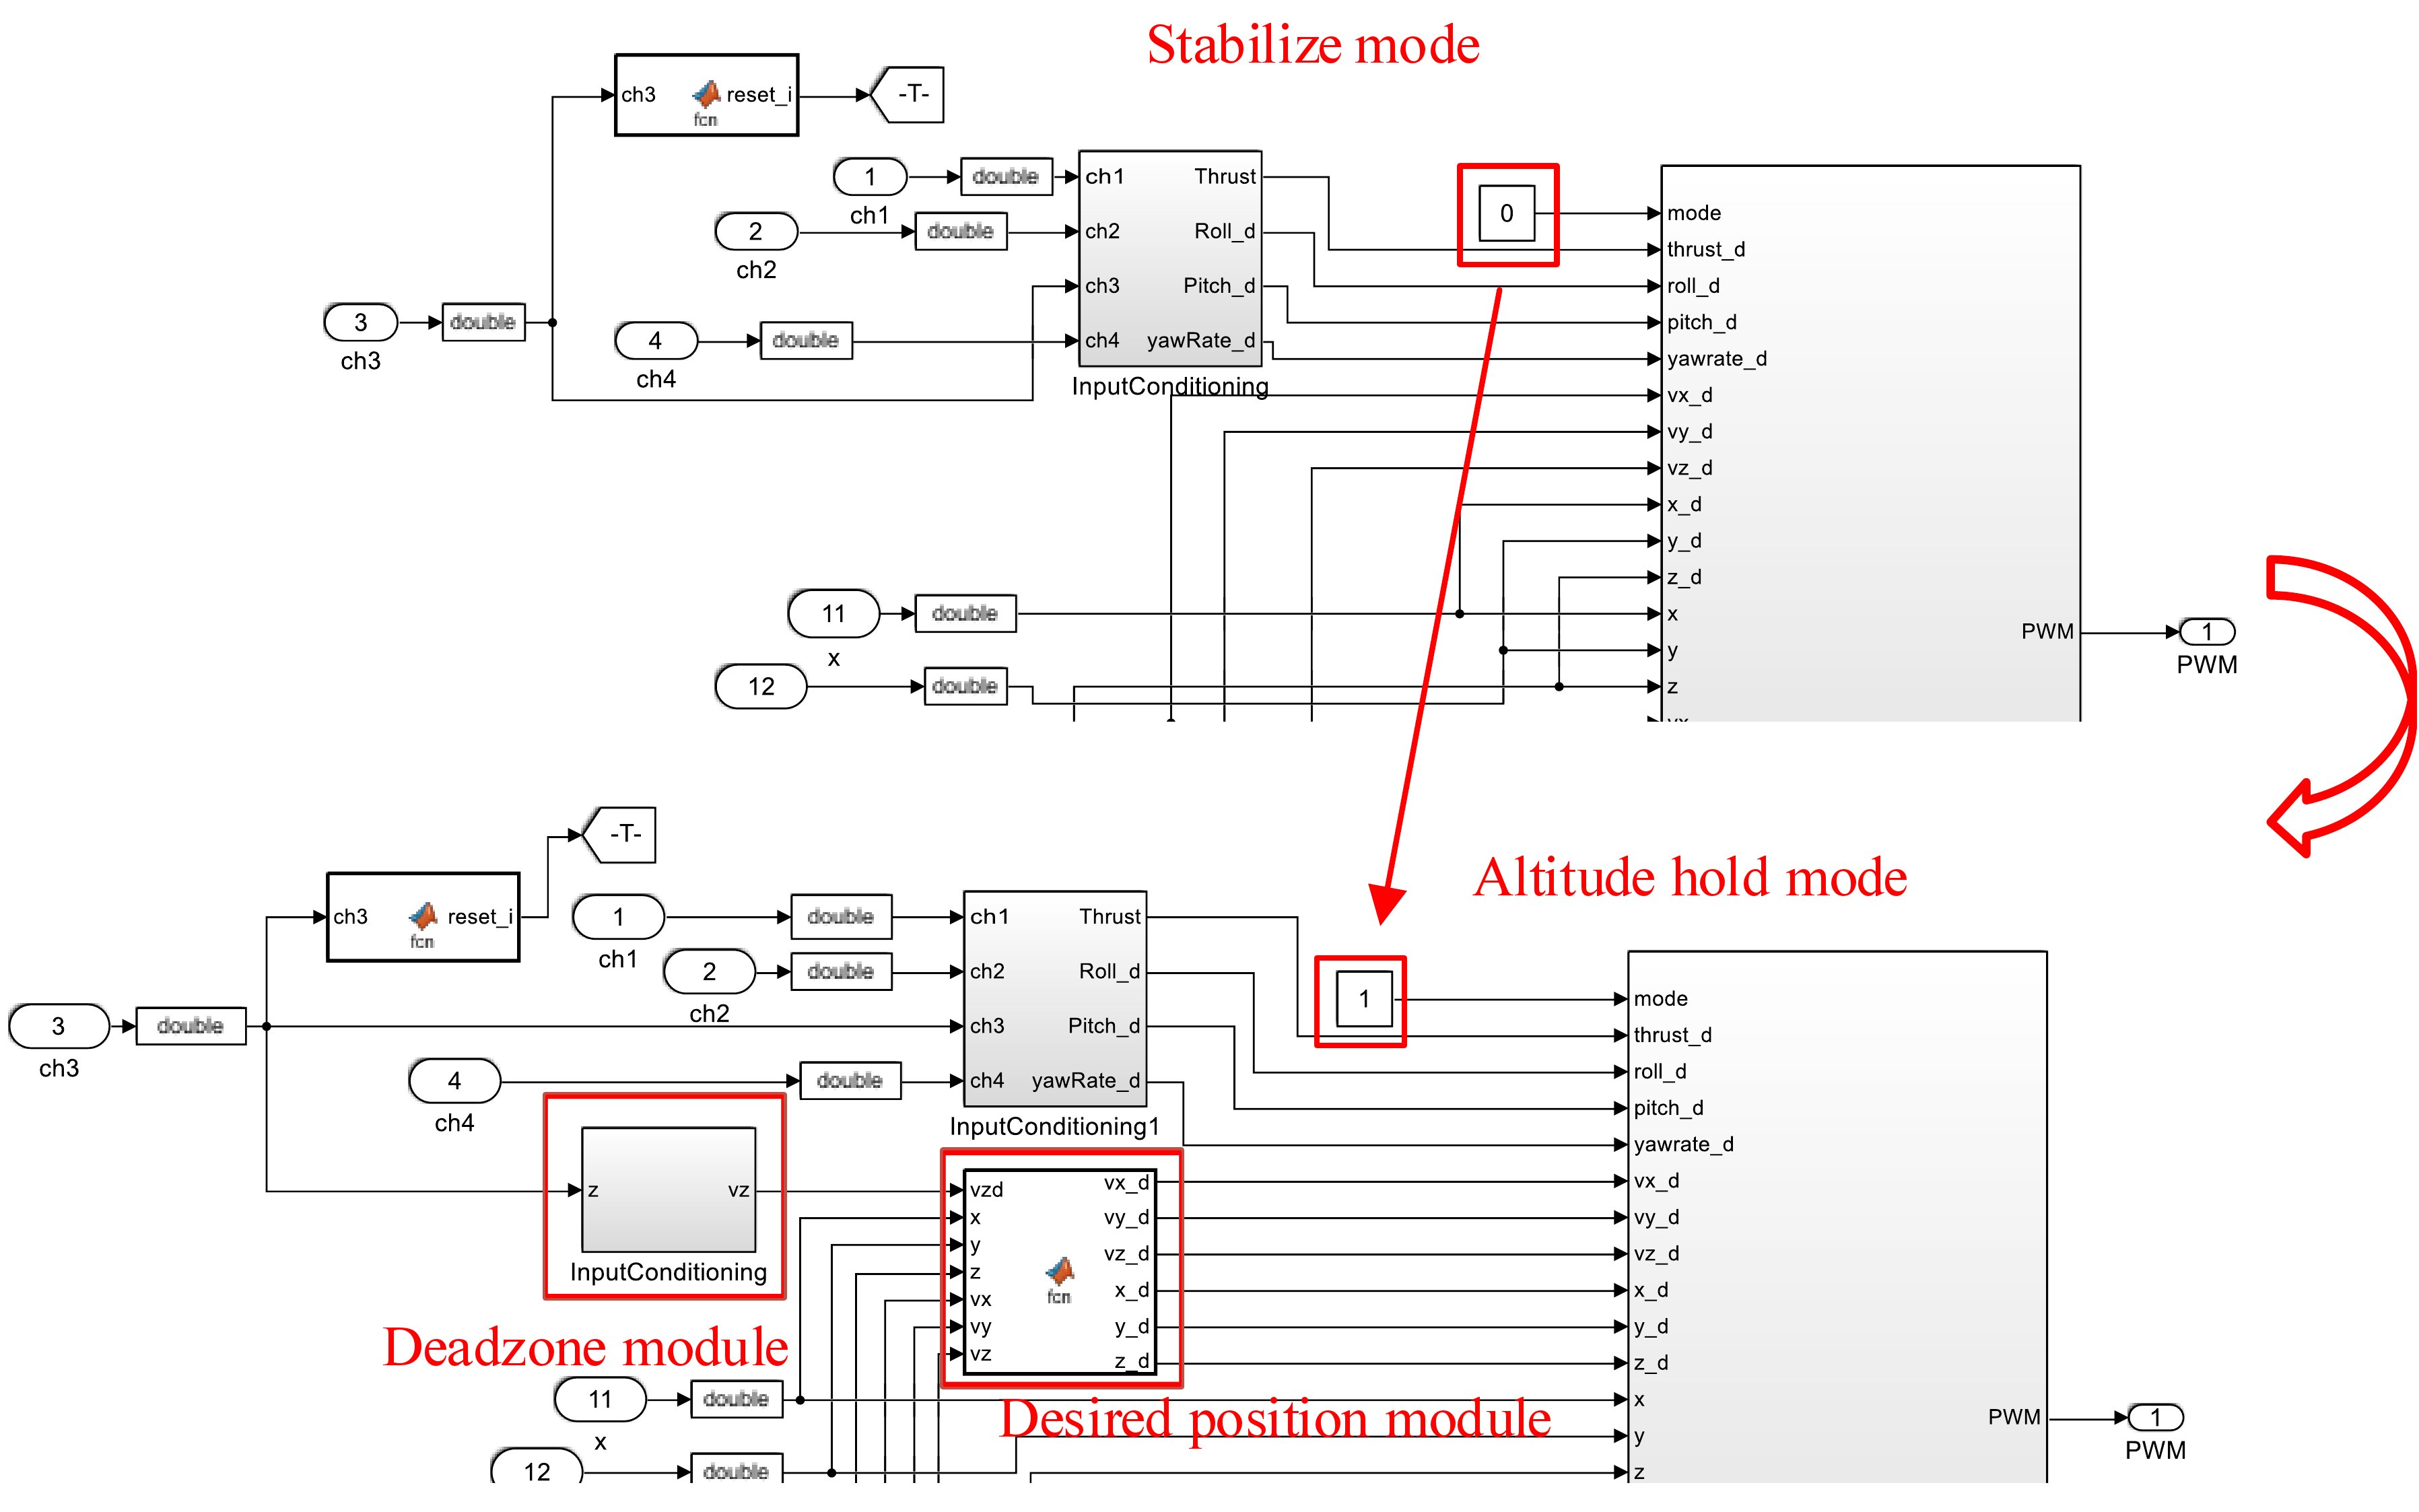 Stabilize mode
ch3 reset_i
fcn
-T-
1
ch1
double
2
ch2
double
3
ch3
double
4
ch4
double
ch1 Thrust
ch2 Roll_d
ch3 Pitch_d
ch4 yawRate_d
InputConditioning
0
mode
thrust_d
roll_d
pitch_d
yawrate_d
vx_d
vy_d
vz_d
x_d
y_d
z_d
11
x
double
x
12
double
y
z
PWM
1
PWM
Altitude hold mode
-T-
ch3 reset_i
fcn
1
ch1
double
2
ch2
double
3
ch3
double
4
ch4
double
ch1 Thrust
ch2 Roll_d
ch3 Pitch_d
ch4 yawRate_d
InputConditioning1
1
mode
thrust_d
roll_d
pitch_d
yawrate_d
vx_d
vy_d
vz_d
x_d
y_d
z_d
x
y
z
z vz
InputConditioning
Deadzone module
vzd vx_d
x vy_d
y vz_d
z x_d
vx y_d
vy z_d
vz
fcn
Desired position module
11
x
double
12
double
PWM
1
PWM